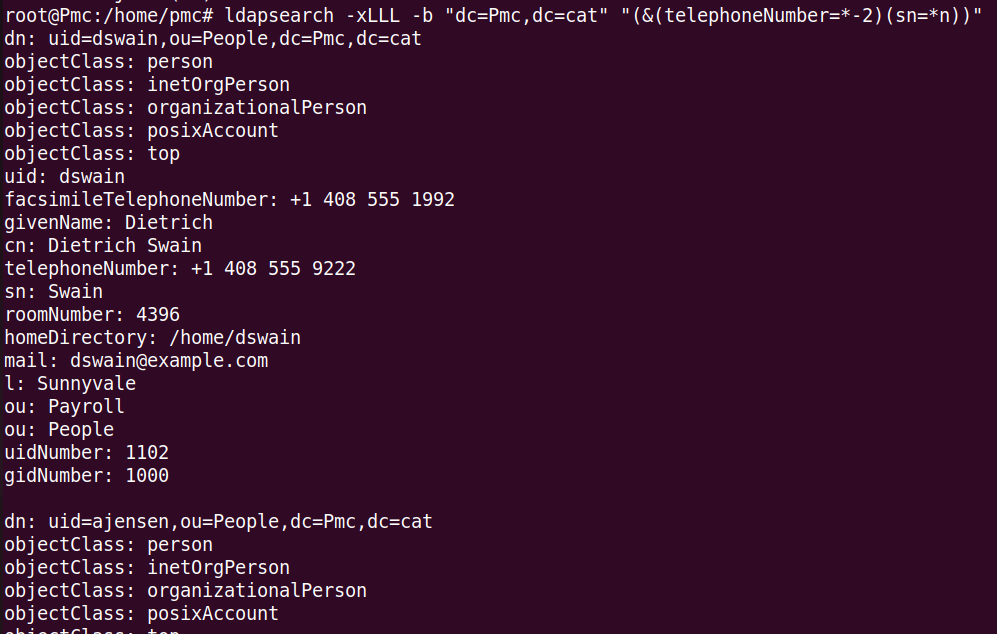 root@Pmc:/home/pmc# ldapsearch -xLLL -b "dc=Pmc,dc=cat" "(&(telephoneNumber=*-2)(sn=*n))"
dn: uid=dswain,ou=People,dc=Pmc,dc=cat
objectClass: person
objectClass: inetOrgPerson
objectClass: organizationalPerson
objectClass: posixAccount
objectClass: top
uid: dswain
facsimileTelephoneNumber: +1 408 555 1992
givenName: Dietrich
cn: Dietrich Swain
telephoneNumber: +1 408 555 9222
sn: Swain
roomNumber: 4396
homeDirectory: /home/dswain
mail: dswain@example.com
l: Sunnyvale
ou: Payroll
ou: People
uidNumber: 1102
gidNumber: 1000

dn: uid=ajensen,ou=People,dc=Pmc,dc=cat
objectClass: person
objectClass: inetOrgPerson
objectClass: organizationalPerson
objectClass: posixAccount
objectClass: top